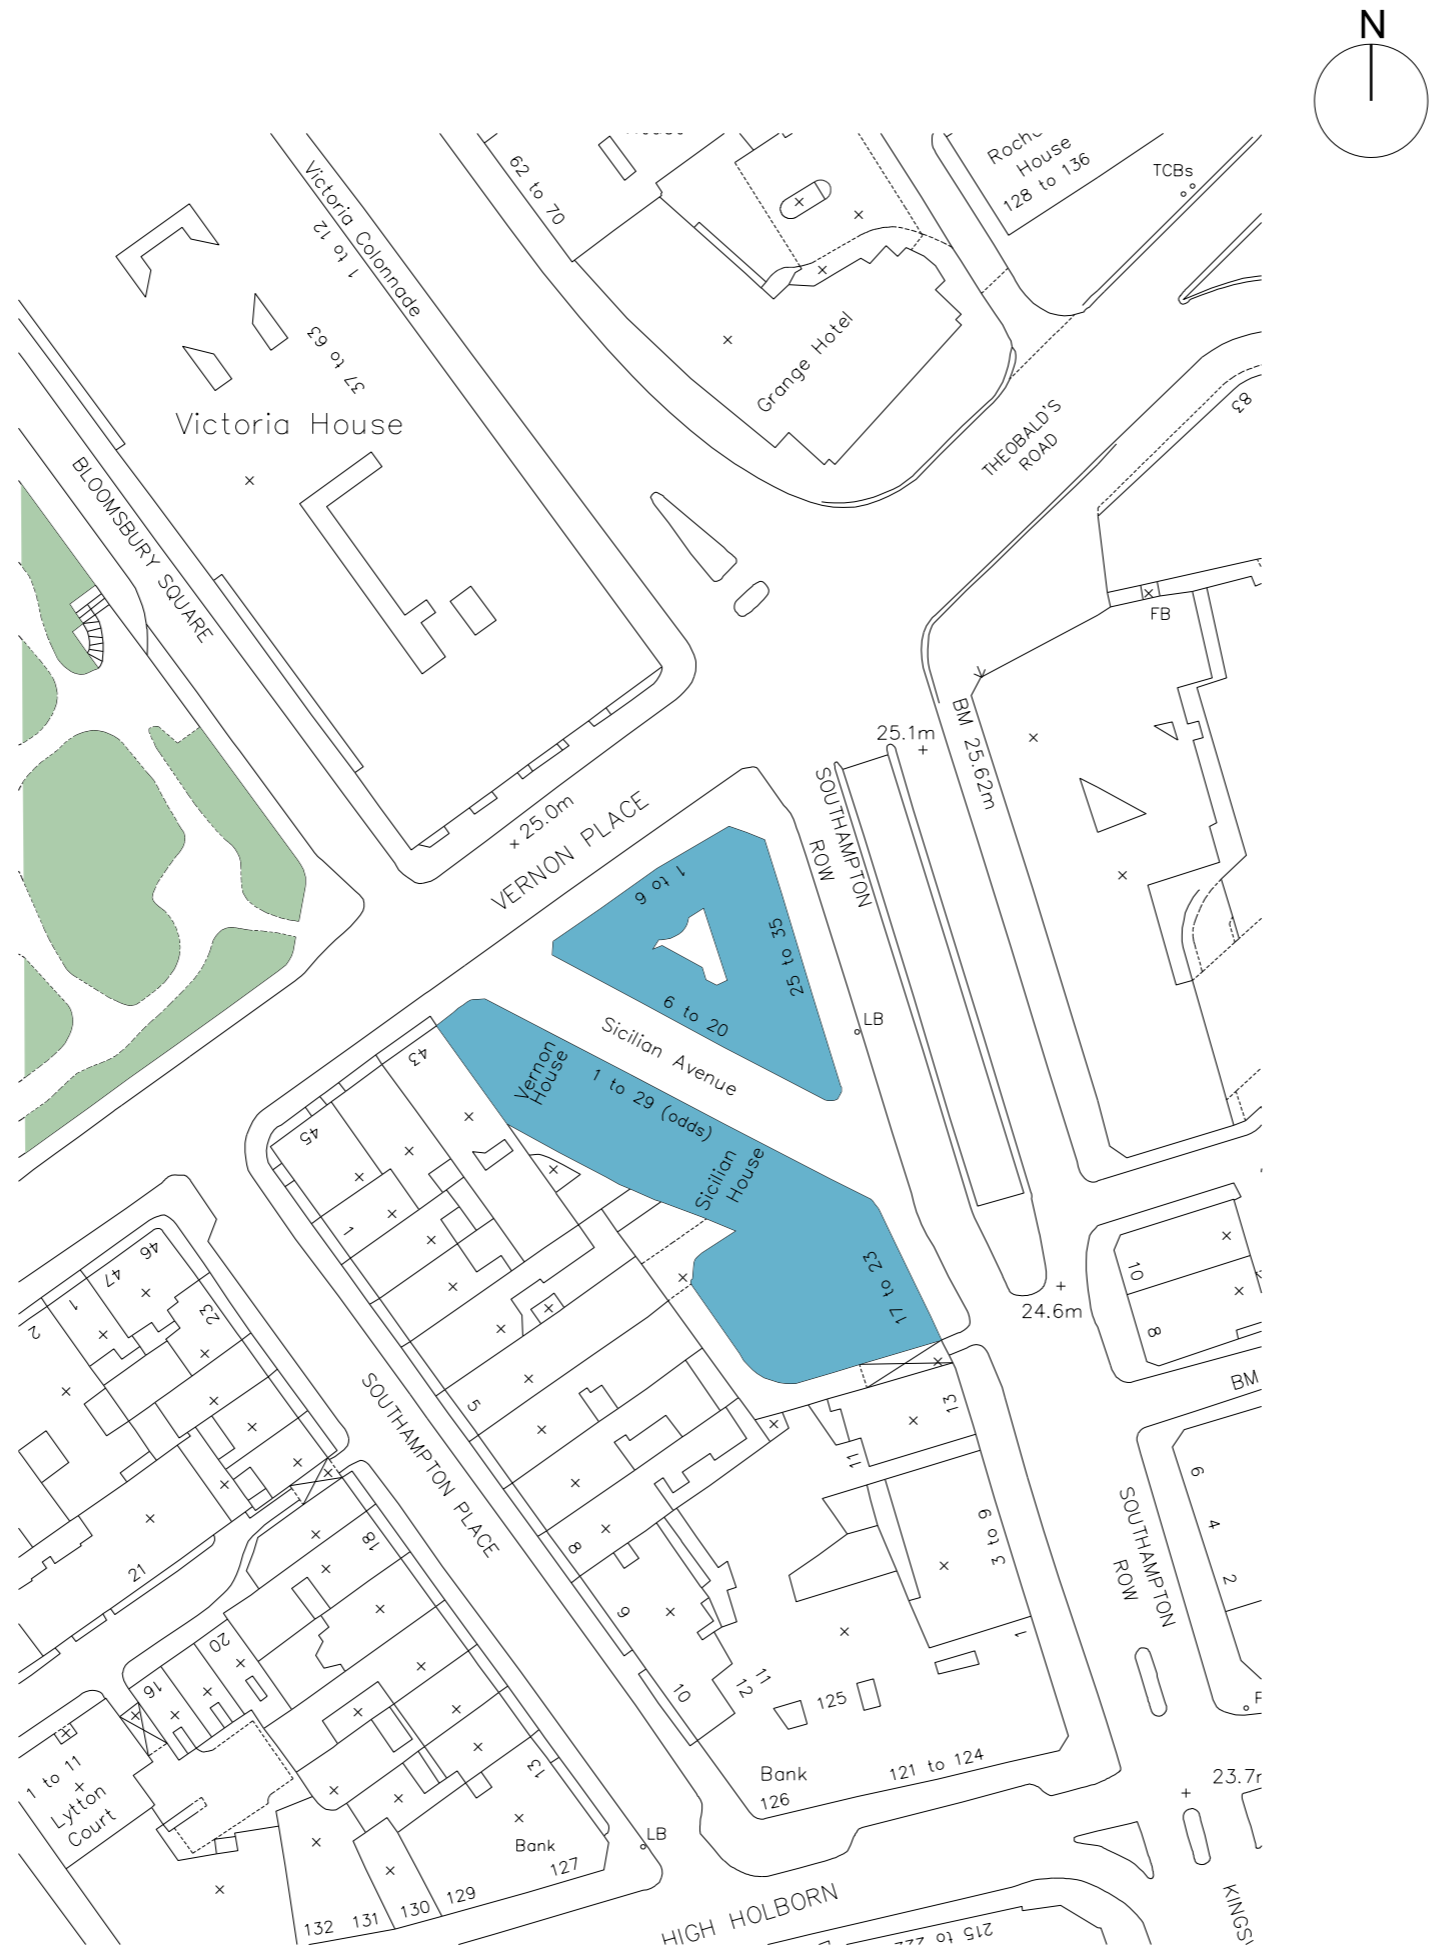 N
Victoria Colonnade
1 to 12
62 to 70
House
128 to 136
TCBs
37 to 63
Victoria House
Grange Hotel
THEOBALD'S
ROAD
83
BLOOMSBURY SQUARE
FB
BM 25.62m
25.1m
25.0m
VERNON PLACE
SOUTHAMPTON
ROW
1 to 6
25 to 35
6 to 20
LB
Sicilian Avenue
Vernon
House
1 to 29 (odds)
Sicilian
House
43
45
1
17 to 23
24.6m
10
8
BM
46
47
1
2
23
5
SOUTHAMPTON PLACE
13
11
3 to 9
1
SOUTHAMPTON
ROW
6
4
2
21
18
8
9
10
11
12
20
16
125
1 to 11
Lytton
Court
13
Bank
126
121 to 124
23.7
LB
Bank
127
129
130
131
132
HIGH HOLBORN